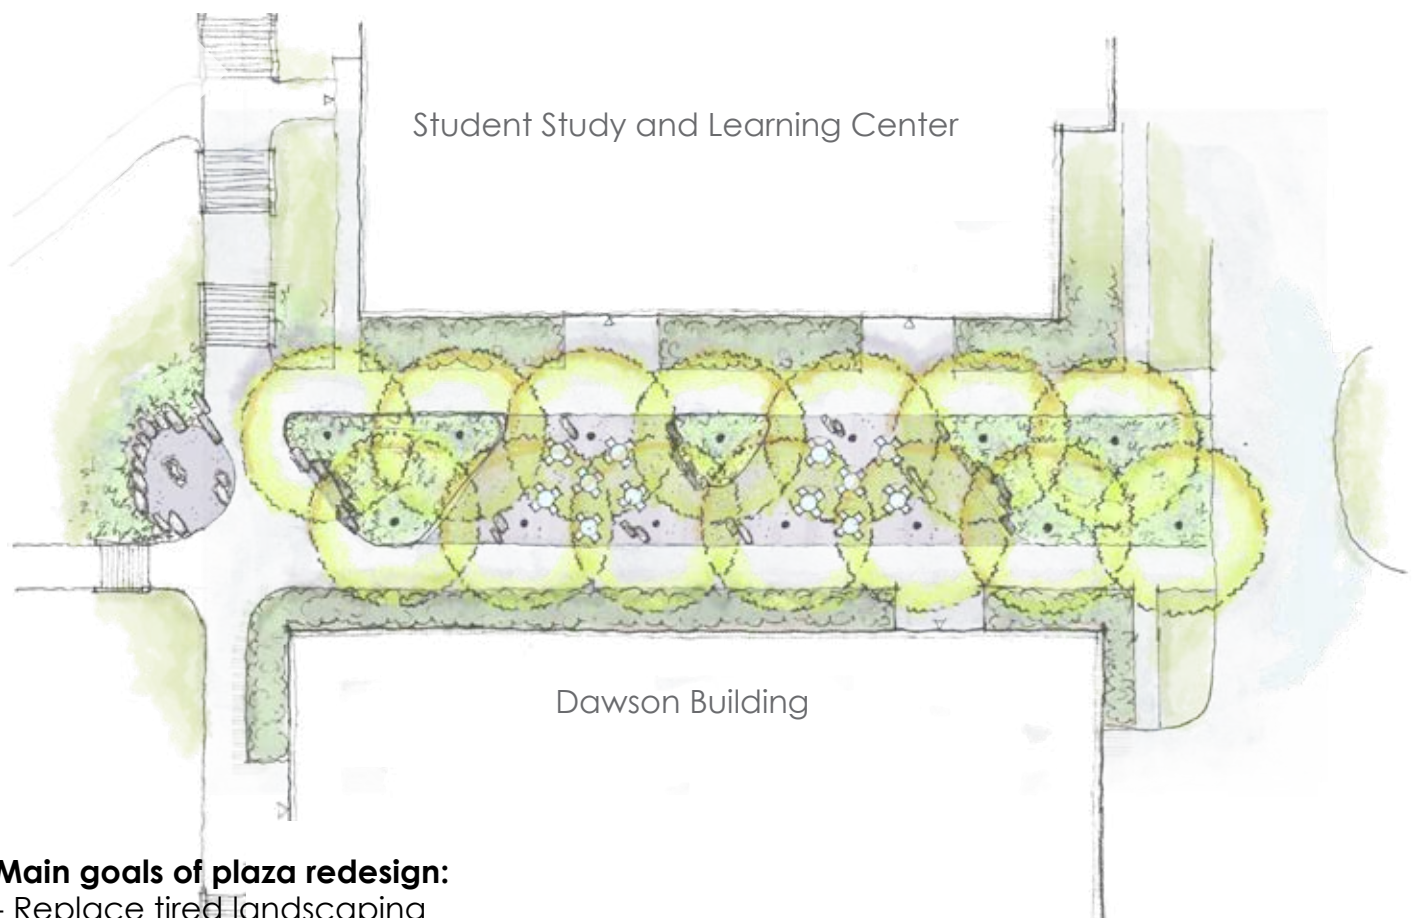 Student Study and Learning Center
Dawson Building
Main goals of plaza redesign:
- Replace tired landscaping